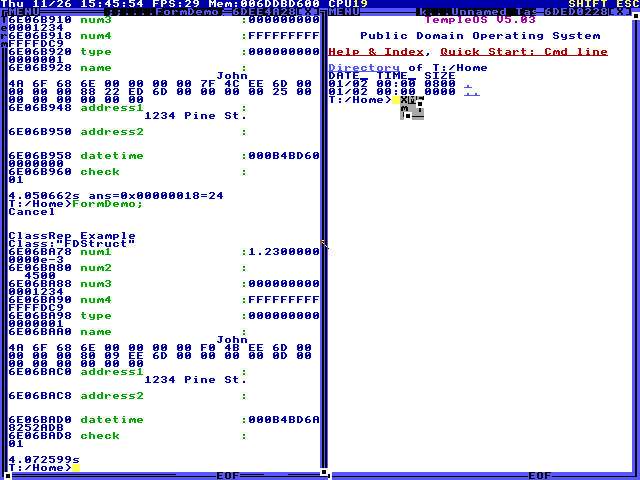 Thu 11/26 15:45:54 FPS:29 Mem:006DDBD600 CPU19 SHIFT ESC
MENU FormDemo;
6E06B910 num3 :000000000
0001234
6E06B918 num4 :FFFFFFFFF
FFFFDC9
6E06B920 type :000000000
0000001
6E06B928 name :
John
4A 6F 68 6E 00 00 00 00 7F 4C EE 6D 00
00 00 00 88 22 ED 6D 00 00 00 00 25 00
00 00 00 00 00 00
6E06B948 address1 :
1234 Pine St.
6E06B950 address2 :
6E06B958 datetime :000B4BD60
0000000
6E06B960 check :
01
4.050662s ans=0x00000018=24
T:/Home>FormDemo;
Cancel
ClassRep Example
Class:"FDStruct"
6E06BA78 num1 :1.2300000
0000e-3
6E06BA80 num2 :
4500
6E06BA88 num3 :000000000
0001234
6E06BA90 num4 :FFFFFFFFF
FFFFDC9
6E06BA98 type :000000000
0000001
6E06BAA0 name :
John
4A 6F 68 6E 00 00 00 00 F0 4B EE 6D 00
00 00 00 80 09 EE 6D 00 00 00 00 0D 00
00 00 00 00 00 00
6E06BAC0 address1 :
1234 Pine St.
6E06BAC8 address2 :
6E06BAD0 datetime :000B4BD6A
8252ADB
6E06BAD8 check :
01
4.072599s
T:/Home>
EOF
MENU k...Unnamed Tas 6DED0228[X]
TempleOS V5.03
Public Domain Operating System
Help & Index, Quick Start: Cmd line
Directory of T:/Home
DATE_ TIME_ SIZE
01/02 00:00 0800 .
01/02 00:00 0000 ..
T:/Home>
EOF